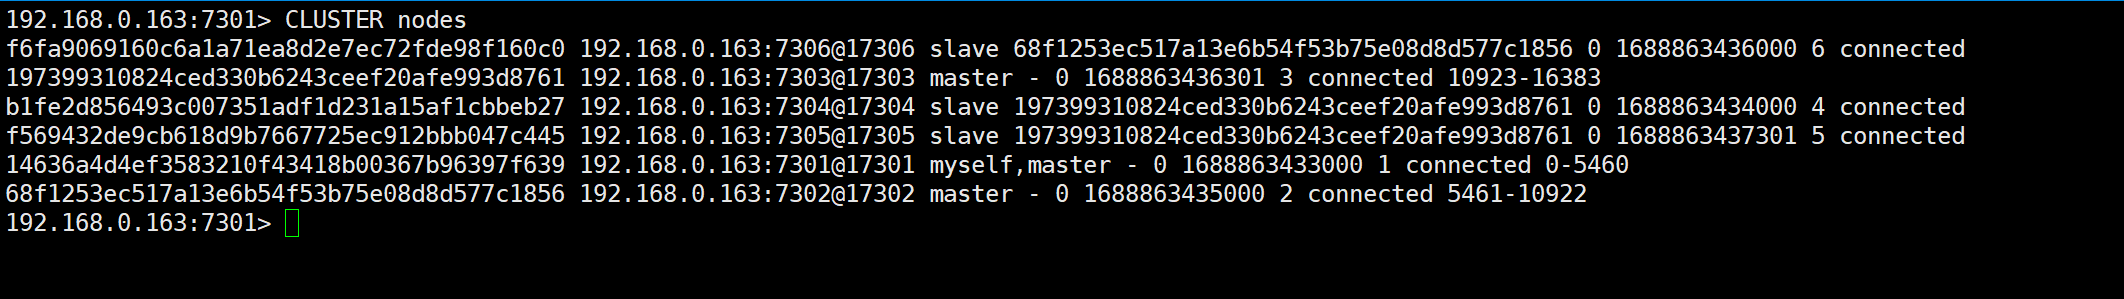 192.168.0.163:7301> CLUSTER nodes
f6fa9069160c6a1a71ea8d2e7ec72fde98f160c0 192.168.0.163:7306@17306 slave 68f1253ec517a13e6b54f53b75e08d8d577c1856 0 1688863436000 6 connected
197399310824ced330b6243ceef20afe993d8761 192.168.0.163:7303@17303 master - 0 1688863436301 3 connected 10923-16383
b1fe2d856493c007351adf1d231a15af1cbbeb27 192.168.0.163:7304@17304 slave 197399310824ced330b6243ceef20afe993d8761 0 1688863434000 4 connected
f569432de9cb618d9b7667725ec912bbb047c445 192.168.0.163:7305@17305 slave 197399310824ced330b6243ceef20afe993d8761 0 1688863437301 5 connected
14636a4d4ef3583210f43418b00367b96397f639 192.168.0.163:7301@17301 myself,master - 0 1688863433000 1 connected 0-5460
68f1253ec517a13e6b54f53b75e08d8d577c1856 192.168.0.163:7302@17302 master - 0 1688863435000 2 connected 5461-10922
192.168.0.163:7301>